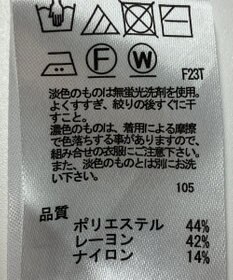 F W
F23T
淡色のものは無蛍光洗剤を使用。
よくすすぎ、絞りの後すぐに干
すこと。
濃色のものは、着用による摩擦
で色落ちする事がありますので、
組み合せの衣服にご注意下さい。
また、淡色のものとは別にお洗
い下さい。
105
品質
ポリエステル 44%
レーヨン 42%
ナイロン 14%